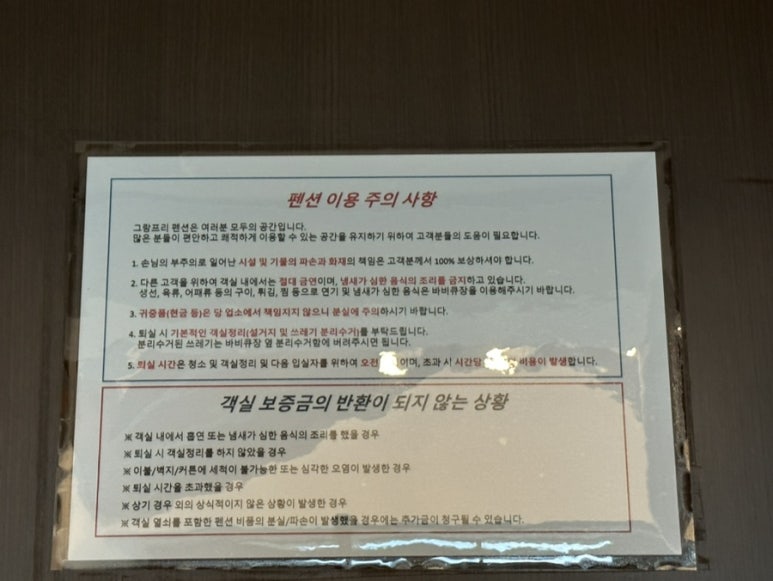 펜션 이용 주의 사항
그랑프리 펜션은 여러분 모두의 공간입니다.
많은 분들이 편안하고 쾌적하게 이용할 수 있는 공간을 유지하기 위하여 고객분들의 도움이 필요합니다.
1. 손님의 부주의로 일어난 시설 및 기물의 파손과 화재의 책임은 고객분께서 100% 보상하셔야 합니다.
2. 다른 고객을 위하여 객실 내에서는 절대 금연이며, 냄새가 심한 음식의 조리를 금지하고 있습니다.
생선, 육류, 어패류 등의 구이, 튀김, 찜 등으로 연기 및 냄새가 심한 음식은 바비큐장을 이용해주시기 바랍니다.
3. 귀중품(현금 등)은 당 업소에서 책임지지 않으니 분실에 주의하시기 바랍니다.
4. 퇴실 시 기본적인 객실정리(설거지 및 쓰레기 분리수거)를 부탁드립니다.
분리수거된 쓰레기는 바비큐장 옆 분리수거함에 버려주시면 됩니다.
5. 퇴실 시간은 청소 및 객실정리 및 다음 입실자를 위하여 오전 이며, 초과 시 시간당 비용이 발생합니다.
객실 보증금의 반환이 되지 않는 상황
※ 객실 내에서 흡연 또는 냄새가 심한 음식의 조리를 했을 경우
※ 퇴실 시 객실정리를 하지 않았을 경우
※ 이불/백지/커튼에 세척이 불가능한 또는 심각한 오염이 발생한 경우
※ 퇴실 시간을 초과했을 경우
※ 상기 경우 외의 상식적이지 않은 상황이 발생한 경우
※ 객실 열쇠를 포함한 펜션 비품의 분실/파손이 발생했을 경우에는 추가금이 청구될 수 있습니다.